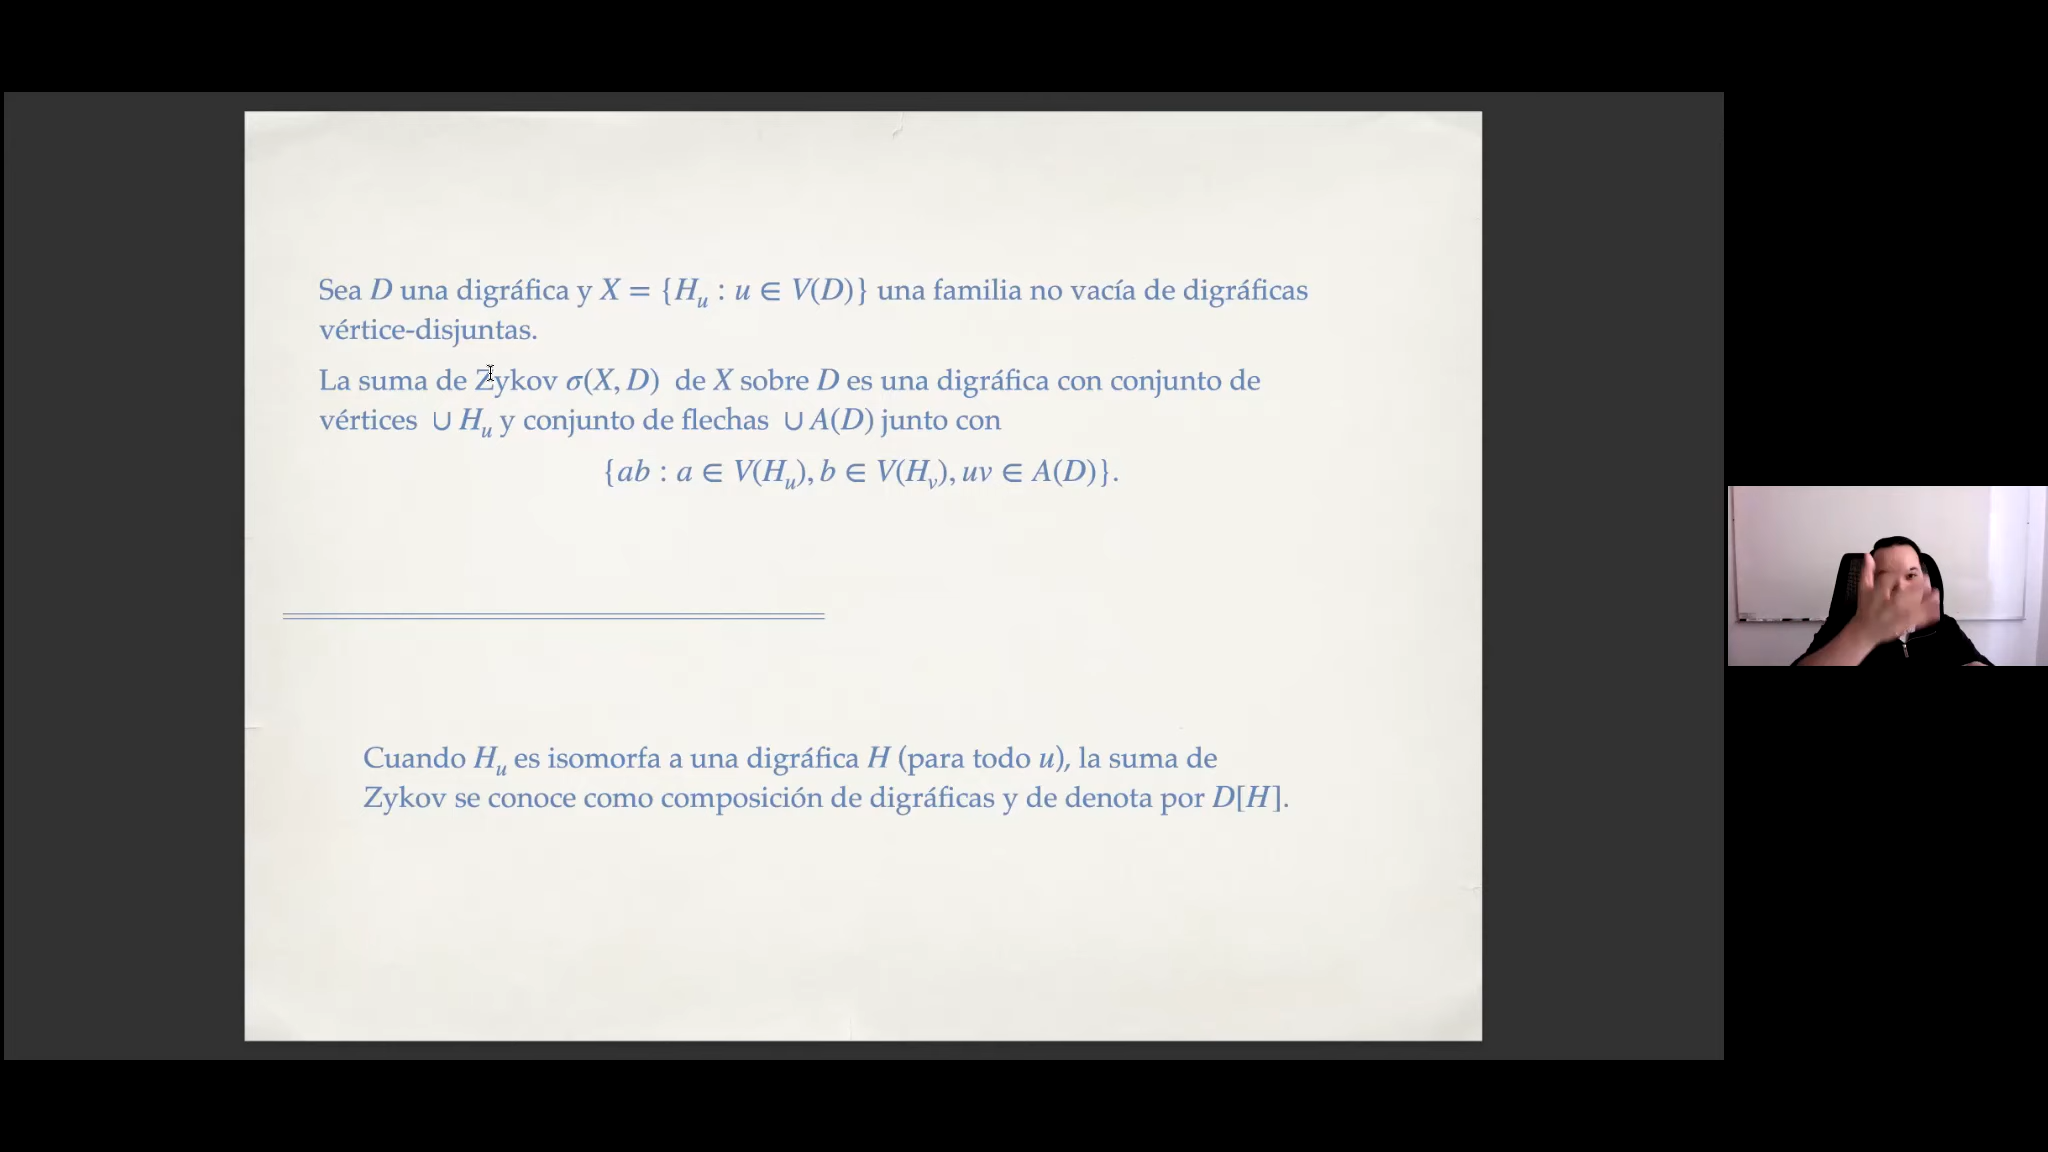 Sea D una digráfica y X = {H_u : u ∈ V(D)} una familia no vacía de digráficas
vértice-disjuntas.
La suma de Zykov σ(X, D) de X sobre D es una digráfica con conjunto de
vértices ∪ H_u y conjunto de flechas ∪ A(D) junto con
{ab : a ∈ V(H_u), b ∈ V(H_v), uv ∈ A(D)}.
Cuando H_u es isomorfa a una digráfica H (para todo u), la suma de
Zykov se conoce como composición de digráficas y de denota por D[H].